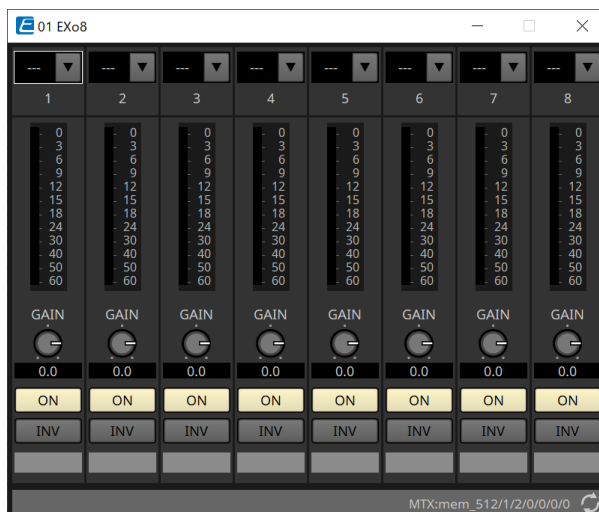 E 01 EXo8
--- --- --- --- --- --- --- ---
1 2 3 4 5 6 7 8
0 0 0 0 0 0 0 0
3 3 3 3 3 3 3 3
6 6 6 6 6 6 6 6
9 9 9 9 9 9 9 9
12 12 12 12 12 12 12 12
15 15 15 15 15 15 15 15
18 18 18 18 18 18 18 18
24 24 24 24 24 24 24 24
30 30 30 30 30 30 30 30
40 40 40 40 40 40 40 40
50 50 50 50 50 50 50 50
60 60 60 60 60 60 60 60
GAIN GAIN GAIN GAIN GAIN GAIN GAIN GAIN
0.0 0.0 0.0 0.0 0.0 0.0 0.0 0.0
ON ON ON ON ON ON ON ON
INV INV INV INV INV INV INV INV
MTX:mem_512/1/2/0/0/0/0